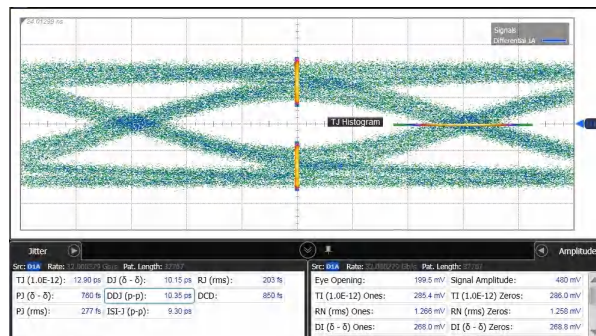 Signals
Differential 1A
TJ Histogram
Jitter
Amplitude
Src: D1A Rate: Pat. Length: 32767
Src: D1A Rate: Pat. Length:
TJ (1.0E-12): 12.90 ps DJ (δ - δ): 10.15 ps RJ (rms): 203 fs
PJ (δ - δ): 760 fs DDJ (p-p): 10.35 ps DCD: 850 fs
PJ (rms): 277 fs ISI-J (p-p): 9.30 ps
Eye Opening: 199.5 mV Signal Amplitude: 480 mV
TI (1.0E-12) Ones: 285.4 mV TI (1.0E-12) Zeros: 286.0 mV
RN (rms) Ones: 1.266 mV RN (rms) Zeros: 1.258 mV
DI (δ - δ) Ones: 268.0 mV DI (δ - δ) Zeros: 268.8 mV